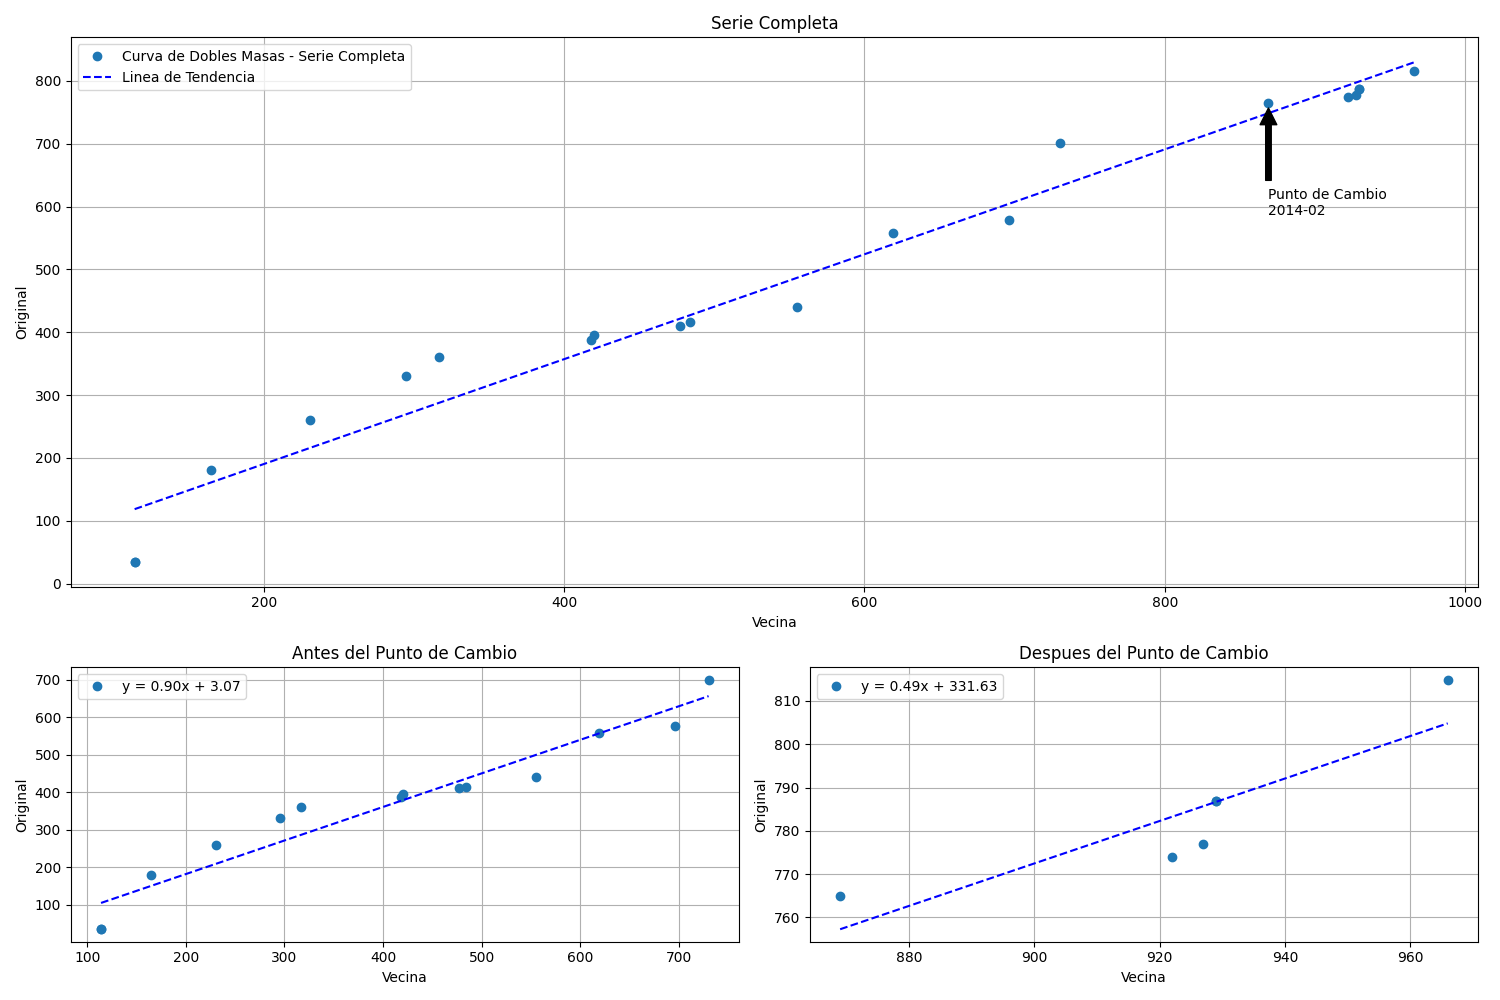 Serie Completa
Curva de Dobles Masas - Serie Completa
Linea de Tendencia
Original
800
700
600
500
400
300
200
100
0
Punto de Cambio
2014-02
200
400
600
800
1000
Vecina
Antes del Punto de Cambio
y = 0.90x + 3.07
Original
700
600
500
400
300
200
100
100
200
300
400
500
600
700
Vecina
Despues del Punto de Cambio
y = 0.49x + 331.63
Original
810
800
790
780
770
760
880
900
920
940
960
Vecina